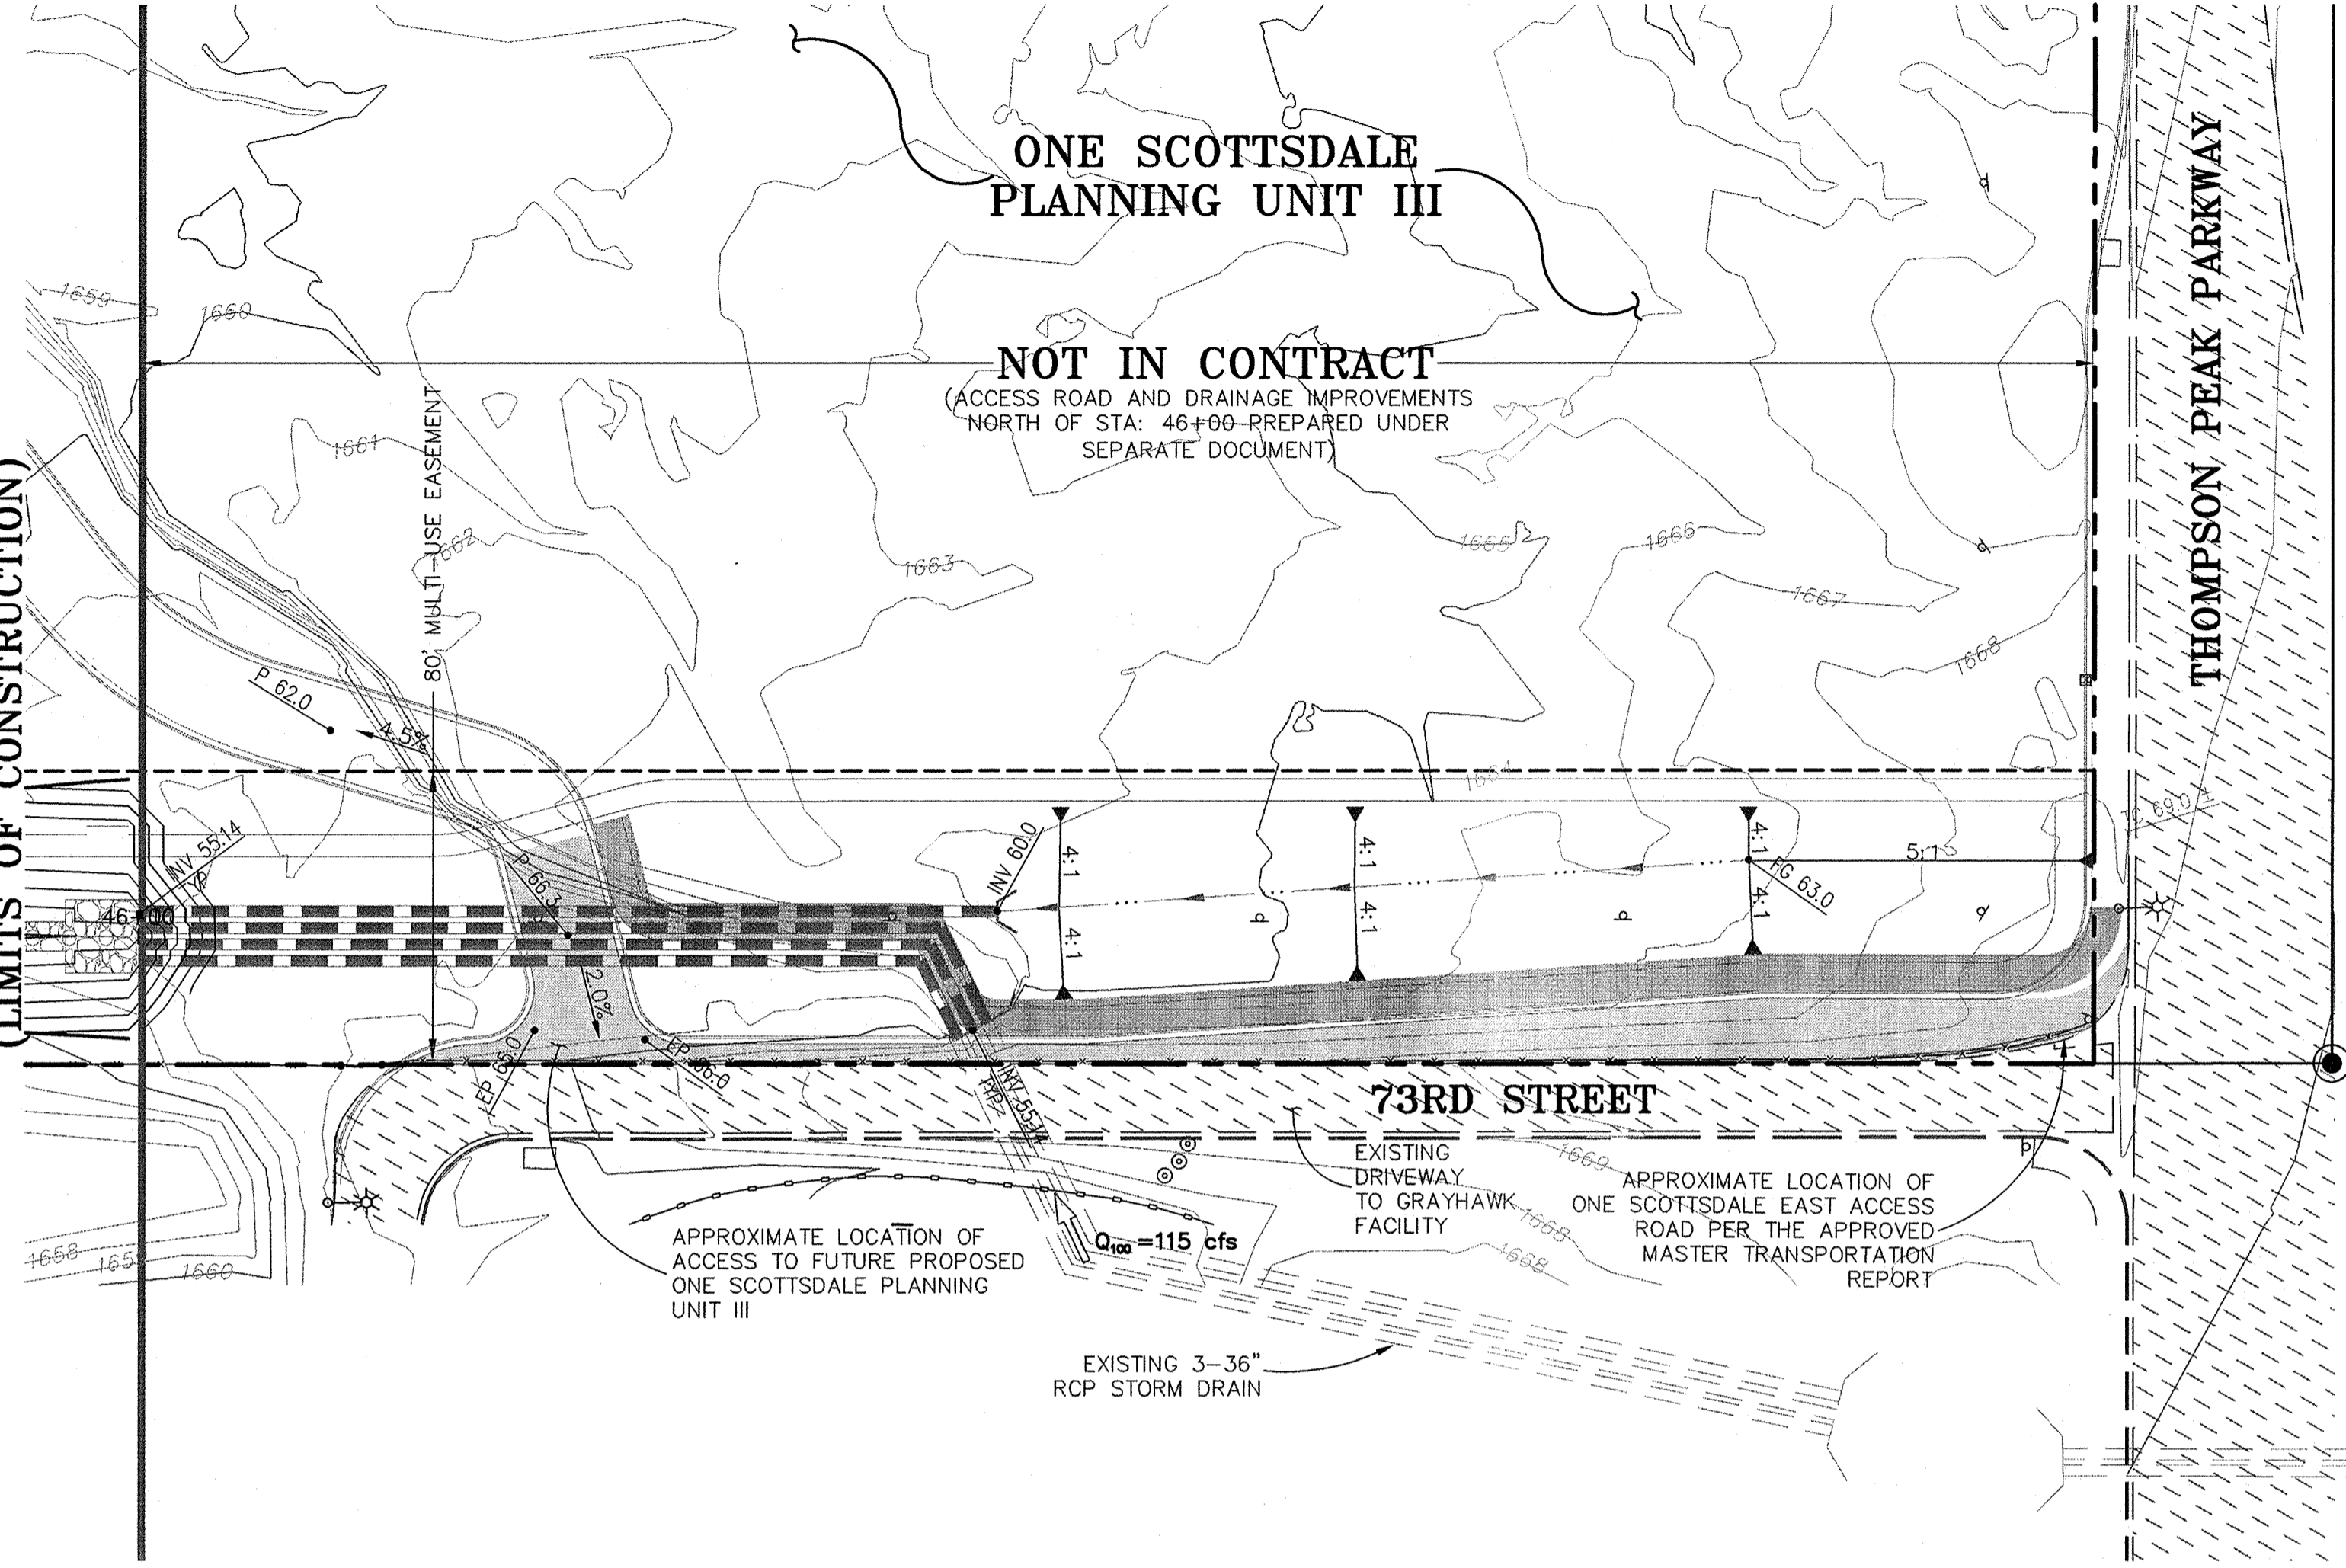 ONE SCOTTSDALE
PLANNING UNIT III
THOMPSON PEAK PARKWAY
1659
1660
NOT IN CONTRACT
(ACCESS ROAD AND DRAINAGE IMPROVEMENTS
NORTH OF STA: 46+00 PREPARED UNDER
SEPARATE DOCUMENT)
80' MULTI-USE EASEMENT
1661
1662
1663
1665
1666
1667
1668
(LIMITS OF CONSTRUCTION)
P 62.0
4.5%
1664
TC 69.0 ±
INV 55.14
TYP
46+00
P 66.3
INV 60.0
4:1
4:1
4:1
4:1
4:1
4:1
FG 63.0
5:1
2.0%
EP 66.0
EP 66.0
INV 55.14
TYP
73RD STREET
EXISTING
DRIVEWAY
TO GRAYHAWK
FACILITY
1669
1668
1668
APPROXIMATE LOCATION OF
ONE SCOTTSDALE EAST ACCESS
ROAD PER THE APPROVED
MASTER TRANSPORTATION
REPORT
APPROXIMATE LOCATION OF
ACCESS TO FUTURE PROPOSED
ONE SCOTTSDALE PLANNING
UNIT III
Q100 =115 cfs
1658
1660
EXISTING 3-36"
RCP STORM DRAIN